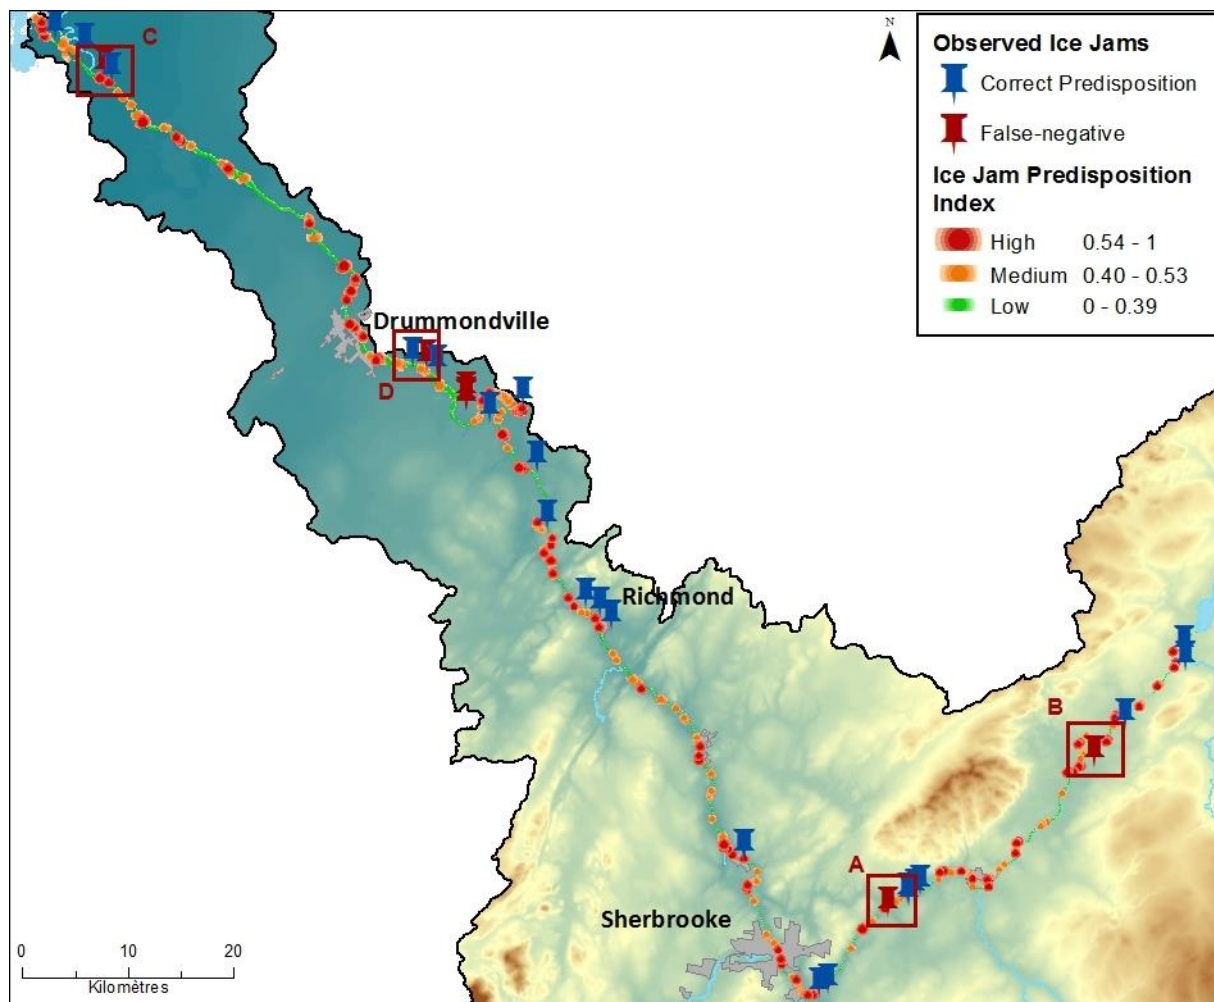 C
N
Observed Ice Jams
Correct Predisposition
False-negative
Ice Jam Predisposition
Index
High 0.54 - 1
Medium 0.40 - 0.53
Low 0 - 0.39
Drummondville
D
Richmond
B
A
Sherbrooke
0 10 20
Kilomètres